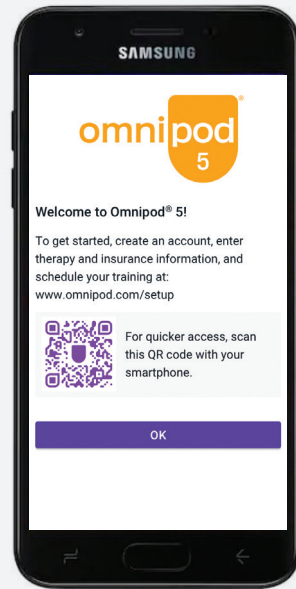 SAMSUNG
omnipod®
5
Welcome to Omnipod® 5!
To get started, create an account, enter
therapy and insurance information, and
schedule your training at:
www.omnipod.com/setup
For quicker access, scan
this QR code with your
smartphone.
OK